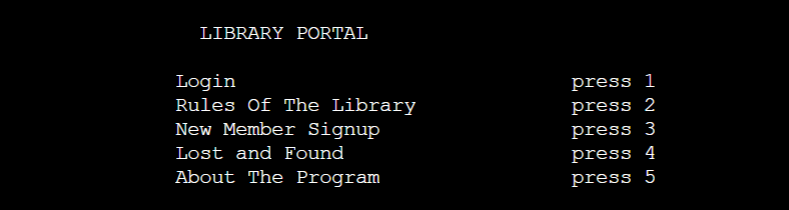 LIBRARY PORTAL
Login press 1
Rules Of The Library press 2
New Member Signup press 3
Lost and Found press 4
About The Program press 5